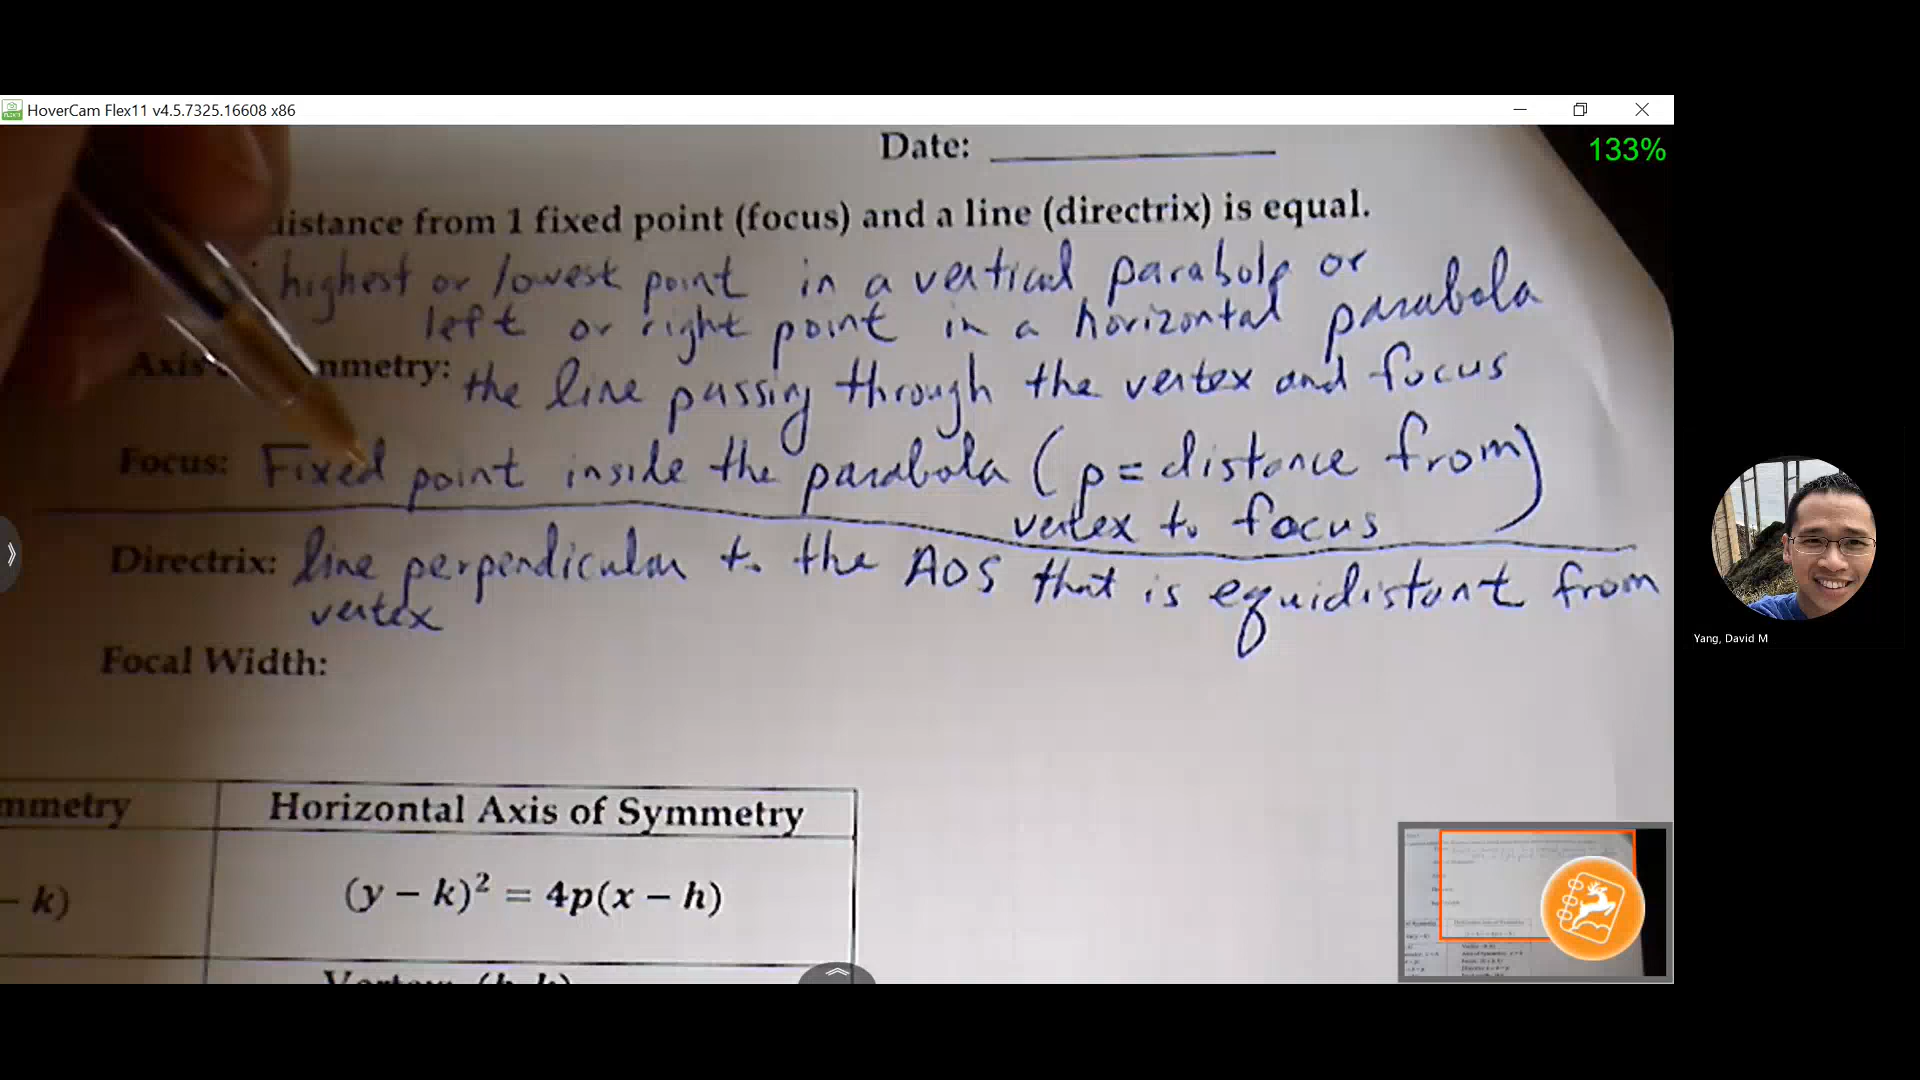 HoverCam Flex11 v4.5.7325.16608 x86
133%
Date:
distance from 1 fixed point (focus) and a line (directrix) is equal.
highest or lowest point in a vertical parabola or
left or right point in a horizontal parabola
Axis mmetry: the line passing through the vertex and focus
Focus: Fixed point inside the parabola (p = distance from)
vertex to focus
Directrix: line perpendicular to the AOS that is equidistant from
vertex
Focal Width:
mmetry Horizontal Axis of Symmetry
- k) (y - k)² = 4p(x - h)
Vertex (h, k)
Yang, David M